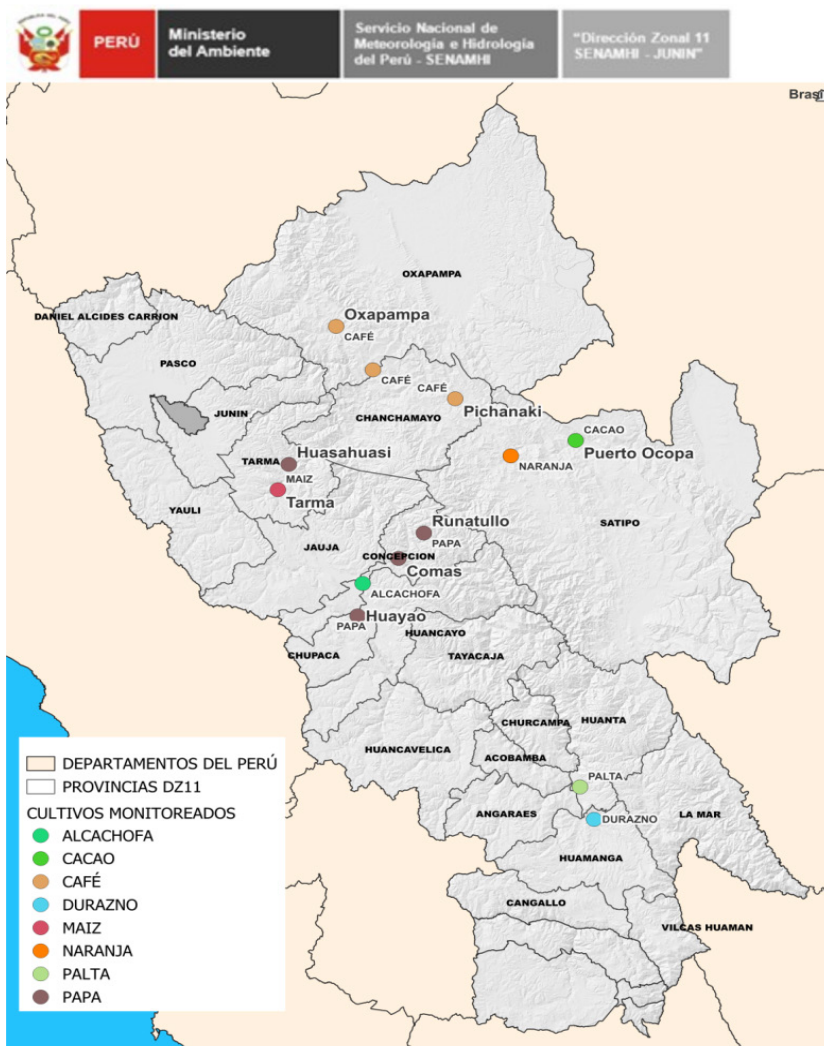 PERÚ
Ministerio
del Ambiente
Servicio Nacional de
Meteorología e Hidrología
del Perú - SENAMHI
"Dirección Zonal 11
SENAMHI - JUNIN"
OXAPAMPA
DANIEL ALCIDES CARRION
Oxapampa
CAFÉ
PASCO
CAFÉ
CAFÉ
JUNIN
Pichanaki
CHANCHAMAYO
CACAO
Huasahuasi
Puerto Ocopa
TARMA
NARANJA
MAIZ
Tarma
YAULI
SATIPO
Runatullo
PAPA
JAUJA
CONCEPCION
Comas
ALCACHOFA
Huayao
PAPA
HUANCAYO
CHUPACA
TAYACAJA
CHURCAMPA
HUANTA
HUANCAVELICA
ACOBAMBA
PALTA
ANGARAES
LA MAR
DURAZNO
HUAMANGA
CANGALLO
VILCAS HUAMAN
DEPARTAMENTOS DEL PERÚ
PROVINCIAS DZ11
CULTIVOS MONITOREADOS
ALCACHOFA
CACAO
CAFÉ
DURAZNO
MAIZ
NARANJA
PALTA
PAPA